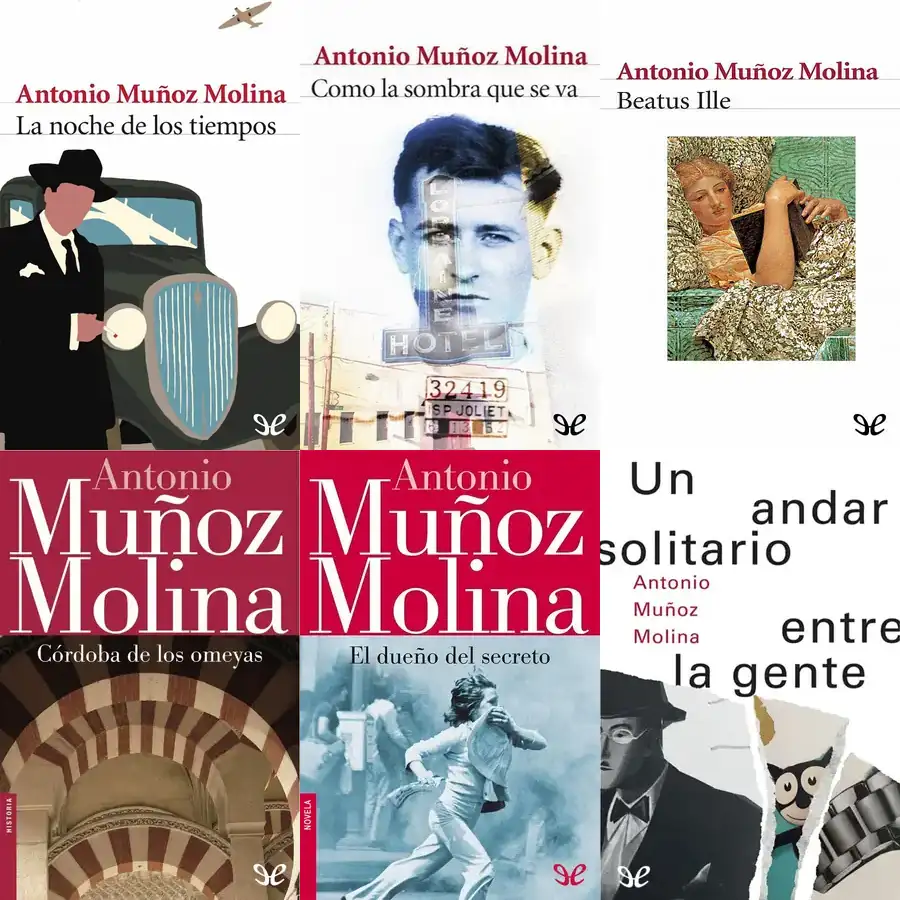 Antonio Muñoz Molina
La noche de los tiempos
Antonio Muñoz Molina
Como la sombra que se va
LORRAINE
HOTEL
32419
SP JOLIET
Antonio Muñoz Molina
Beatus Ille
Antonio
Muñoz
Molina
Córdoba de los omeyas
HISTORIA
Antonio
Muñoz
Molina
El dueño del secreto
NOVELA
Un
andar
solitario
Antonio
Muñoz
Molina
entre
la gente